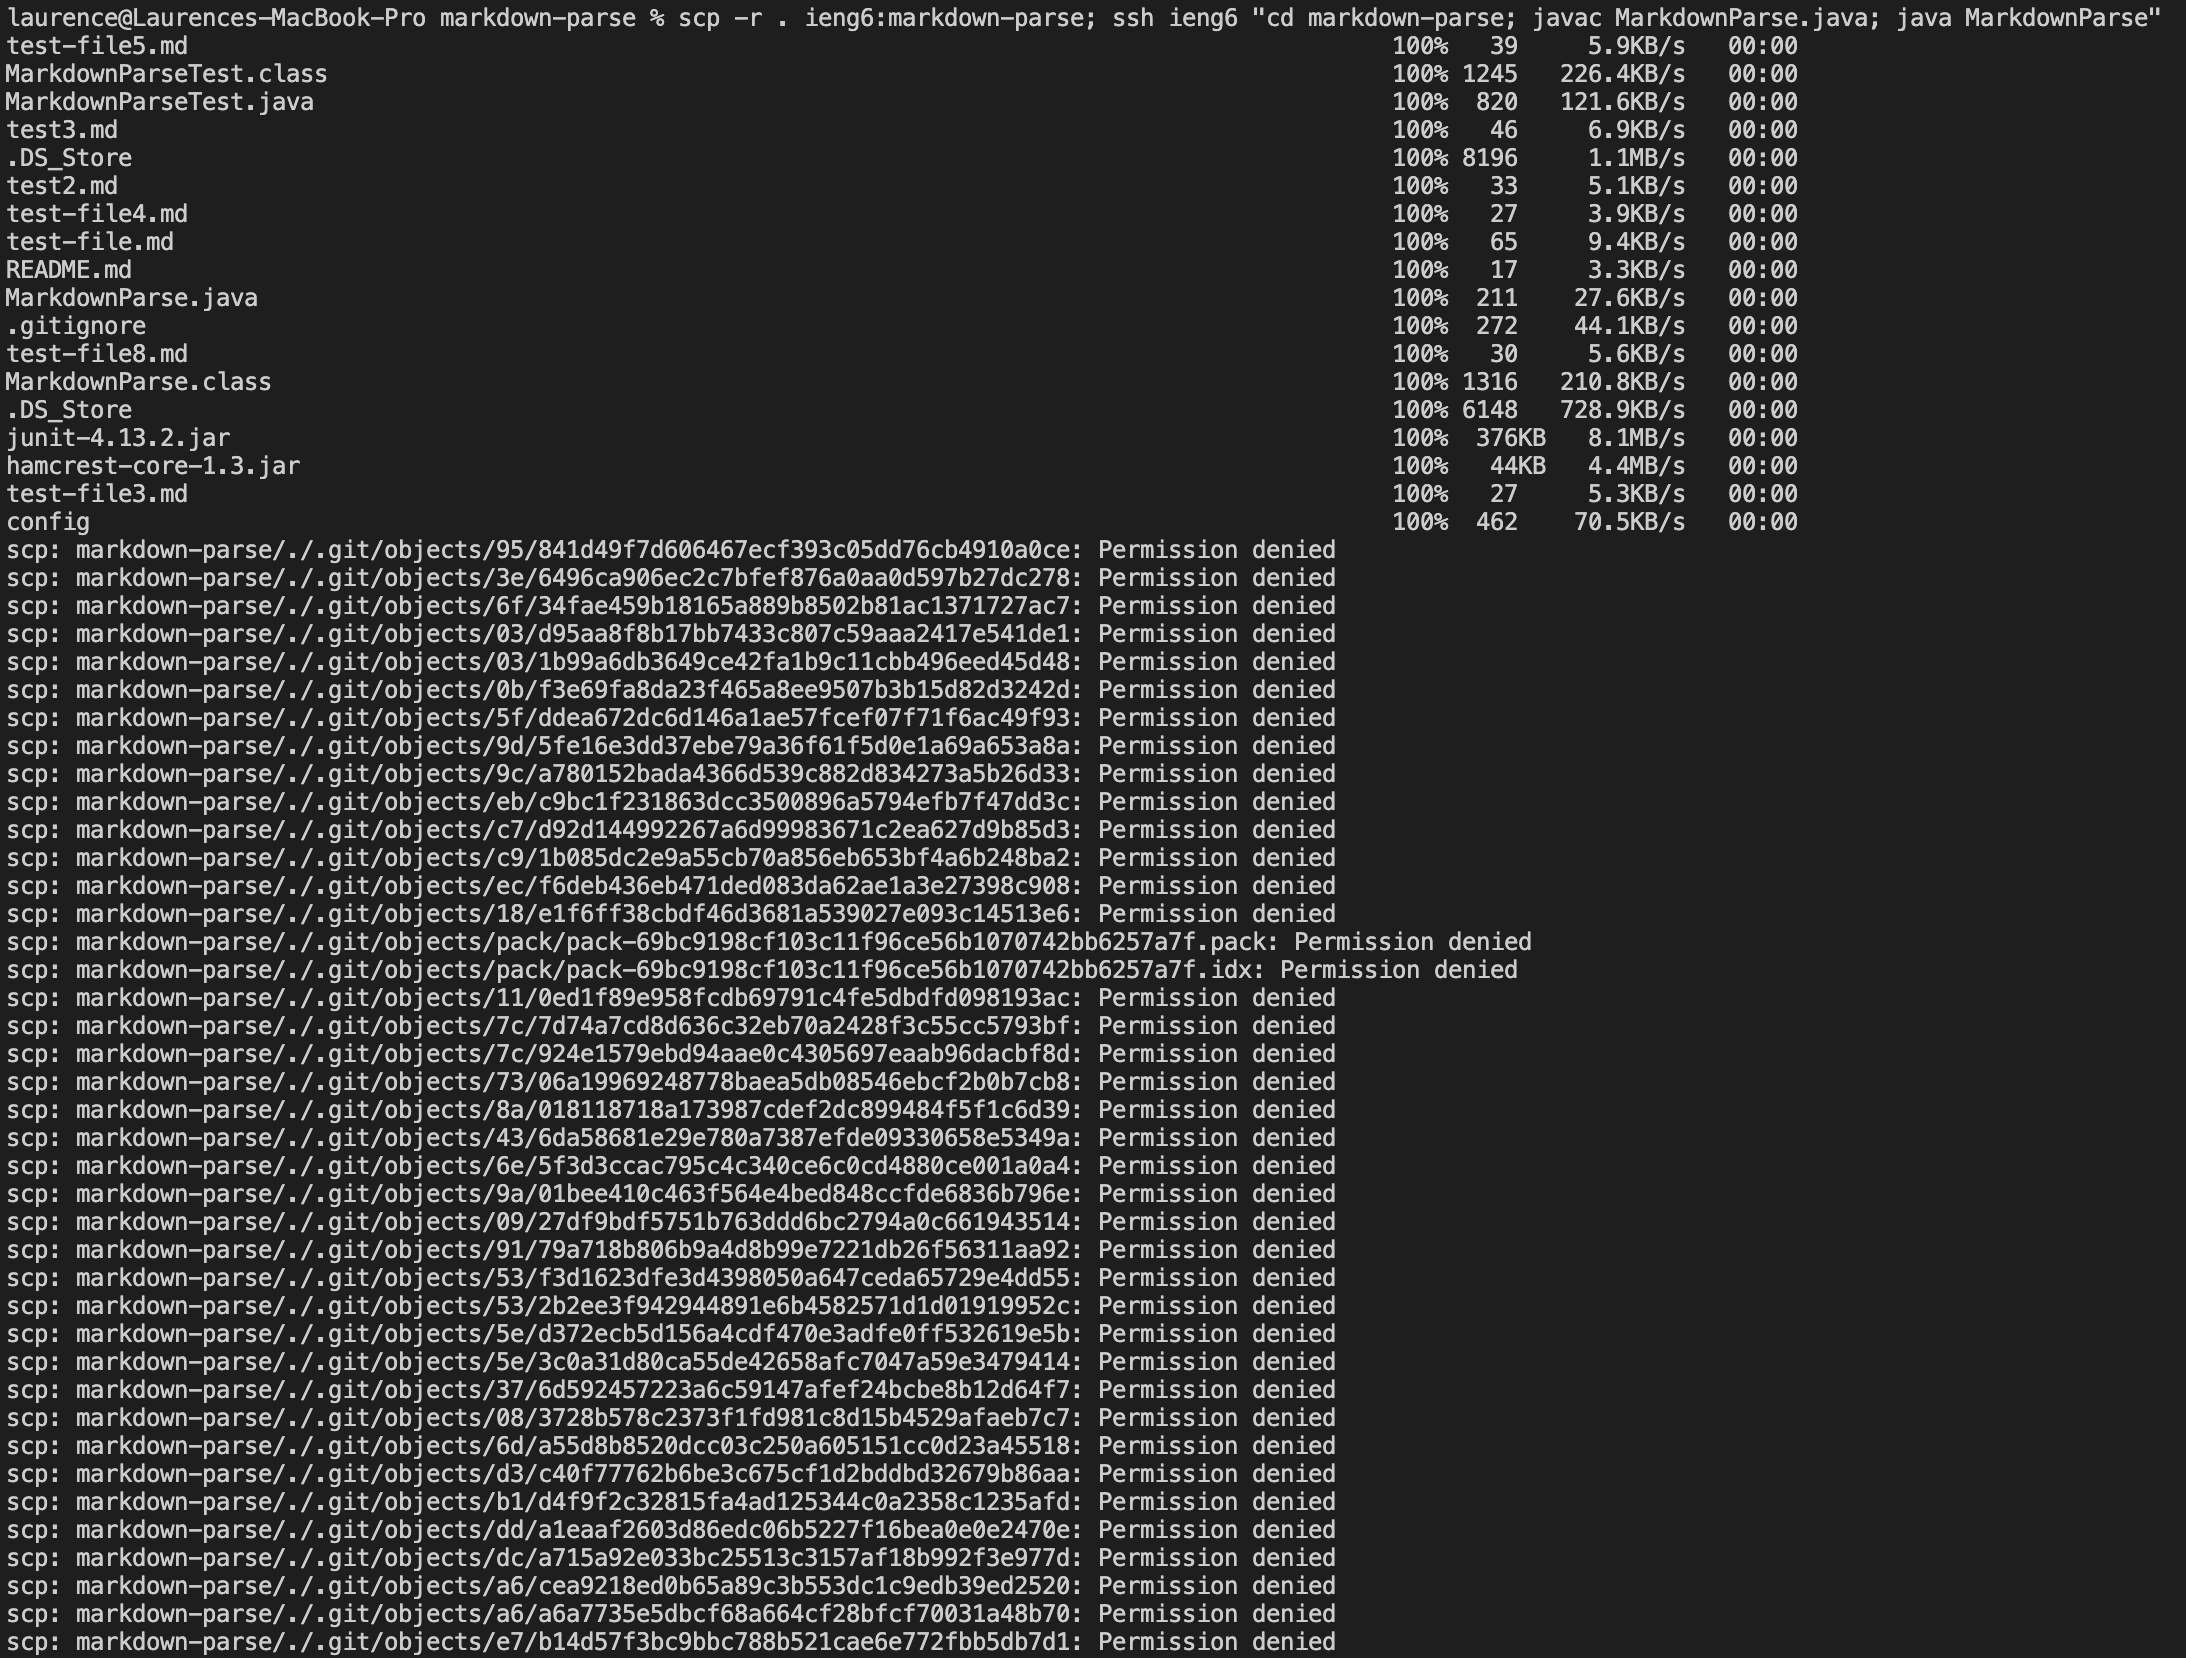 laurence@Laurences-MacBook-Pro markdown-parse % scp -r . ieng6:markdown-parse; ssh ieng6 "cd markdown-parse; javac MarkdownParse.java; java MarkdownParse"
test-file5.md 100% 39 5.9KB/s 00:00
MarkdownParseTest.class 100% 1245 226.4KB/s 00:00
MarkdownParseTest.java 100% 820 121.6KB/s 00:00
test3.md 100% 46 6.9KB/s 00:00
.DS_Store 100% 8196 1.1MB/s 00:00
test2.md 100% 33 5.1KB/s 00:00
test-file4.md 100% 27 3.9KB/s 00:00
test-file.md 100% 65 9.4KB/s 00:00
README.md 100% 17 3.3KB/s 00:00
MarkdownParse.java 100% 211 27.6KB/s 00:00
.gitignore 100% 272 44.1KB/s 00:00
test-file8.md 100% 30 5.6KB/s 00:00
MarkdownParse.class 100% 1316 210.8KB/s 00:00
.DS_Store 100% 6148 728.9KB/s 00:00
junit-4.13.2.jar 100% 376KB 8.1MB/s 00:00
hamcrest-core-1.3.jar 100% 44KB 4.4MB/s 00:00
test-file3.md 100% 27 5.3KB/s 00:00
config 100% 462 70.5KB/s 00:00
scp: markdown-parse/./.git/objects/95/841d49f7d606467ecf393c05dd76cb4910a0ce: Permission denied
scp: markdown-parse/./.git/objects/3e/6496ca906ec2c7bfef876a0aa0d597b27dc278: Permission denied
scp: markdown-parse/./.git/objects/6f/34fae459b18165a889b8502b81ac1371727ac7: Permission denied
scp: markdown-parse/./.git/objects/03/d95aa8f8b17bb7433c807c59aaa2417e541de1: Permission denied
scp: markdown-parse/./.git/objects/03/1b99a6db3649ce42fa1b9c11cbb496eed45d48: Permission denied
scp: markdown-parse/./.git/objects/0b/f3e69fa8da23f465a8ee9507b3b15d82d3242d: Permission denied
scp: markdown-parse/./.git/objects/5f/ddea672dc6d146a1ae57fcef07f71f6ac49f93: Permission denied
scp: markdown-parse/./.git/objects/9d/5fe16e3dd37ebe79a36f61f5d0e1a69a653a8a: Permission denied
scp: markdown-parse/./.git/objects/9c/a780152bada4366d539c882d834273a5b26d33: Permission denied
scp: markdown-parse/./.git/objects/eb/c9bc1f231863dcc3500896a5794efb7f47dd3c: Permission denied
scp: markdown-parse/./.git/objects/c7/d92d144992267a6d99983671c2ea627d9b85d3: Permission denied
scp: markdown-parse/./.git/objects/c9/1b085dc2e9a55cb70a856eb653bf4a6b248ba2: Permission denied
scp: markdown-parse/./.git/objects/ec/f6deb436eb471ded083da62ae1a3e27398c908: Permission denied
scp: markdown-parse/./.git/objects/18/e1f6ff38cbdf46d3681a539027e093c14513e6: Permission denied
scp: markdown-parse/./.git/objects/pack/pack-69bc9198cf103c11f96ce56b1070742bb6257a7f.pack: Permission denied
scp: markdown-parse/./.git/objects/pack/pack-69bc9198cf103c11f96ce56b1070742bb6257a7f.idx: Permission denied
scp: markdown-parse/./.git/objects/11/0ed1f89e958fcdb69791c4fe5dbdfd098193ac: Permission denied
scp: markdown-parse/./.git/objects/7c/7d74a7cd8d636c32eb70a2428f3c55cc5793bf: Permission denied
scp: markdown-parse/./.git/objects/7c/924e1579ebd94aae0c4305697eaab96dacbf8d: Permission denied
scp: markdown-parse/./.git/objects/73/06a19969248778baea5db08546ebcf2b0b7cb8: Permission denied
scp: markdown-parse/./.git/objects/8a/018118718a173987cdef2dc899484f5f1c6d39: Permission denied
scp: markdown-parse/./.git/objects/43/6da58681e29e780a7387efde09330658e5349a: Permission denied
scp: markdown-parse/./.git/objects/6e/5f3d3ccac795c4c340ce6c0cd4880ce001a0a4: Permission denied
scp: markdown-parse/./.git/objects/9a/01bee410c463f564e4bed848ccfde6836b796e: Permission denied
scp: markdown-parse/./.git/objects/09/27df9bdf5751b763ddd6bc2794a0c661943514: Permission denied
scp: markdown-parse/./.git/objects/91/79a718b806b9a4d8b99e7221db26f56311aa92: Permission denied
scp: markdown-parse/./.git/objects/53/f3d1623dfe3d4398050a647ceda65729e4dd55: Permission denied
scp: markdown-parse/./.git/objects/53/2b2ee3f942944891e6b4582571d1d01919952c: Permission denied
scp: markdown-parse/./.git/objects/5e/d372ecb5d156a4cdf470e3adfe0ff532619e5b: Permission denied
scp: markdown-parse/./.git/objects/5e/3c0a31d80ca55de42658afc7047a59e3479414: Permission denied
scp: markdown-parse/./.git/objects/37/6d592457223a6c59147afef24bcbe8b12d64f7: Permission denied
scp: markdown-parse/./.git/objects/08/3728b578c2373f1fd981c8d15b4529afaeb7c7: Permission denied
scp: markdown-parse/./.git/objects/6d/a55d8b8520dcc03c250a605151cc0d23a45518: Permission denied
scp: markdown-parse/./.git/objects/d3/c40f77762b6be3c675cf1d2bddbd32679b86aa: Permission denied
scp: markdown-parse/./.git/objects/b1/d4f9f2c32815fa4ad125344c0a2358c1235afd: Permission denied
scp: markdown-parse/./.git/objects/dd/a1eaaf2603d86edc06b5227f16bea0e0e2470e: Permission denied
scp: markdown-parse/./.git/objects/dc/a715a92e033bc25513c3157af18b992f3e977d: Permission denied
scp: markdown-parse/./.git/objects/a6/cea9218ed0b65a89c3b553dc1c9edb39ed2520: Permission denied
scp: markdown-parse/./.git/objects/a6/a6a7735e5dbcf68a664cf28bfcf70031a48b70: Permission denied
scp: markdown-parse/./.git/objects/e7/b14d57f3bc9bbc788b521cae6e772fbb5db7d1: Permission denied